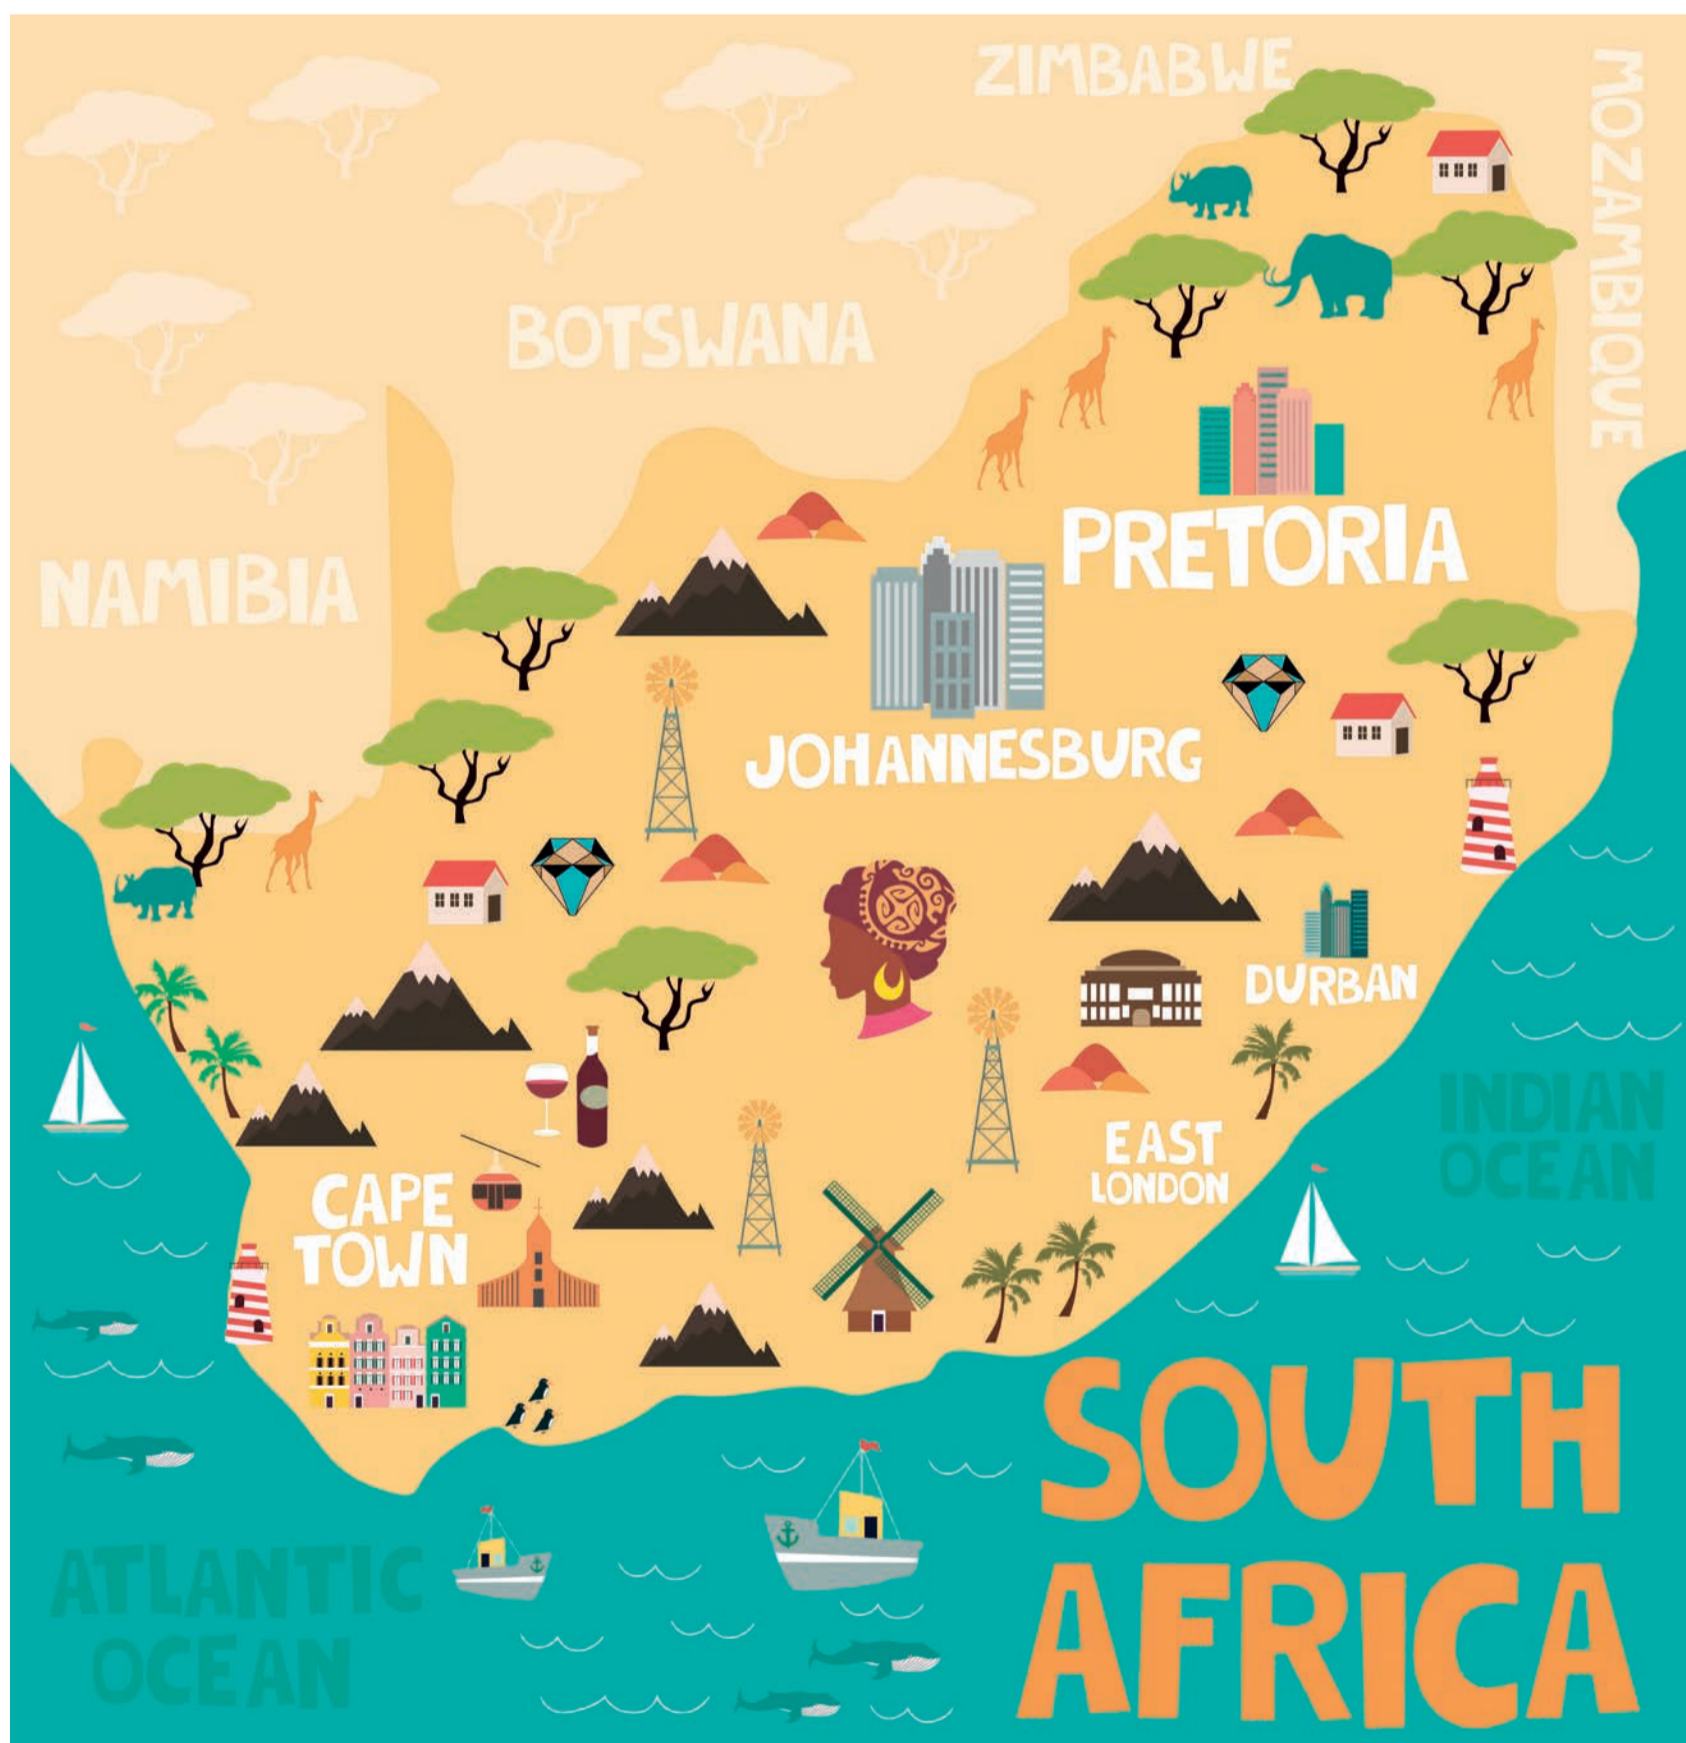 ZIMBABWE
MOZAMBIQUE
BOTSWANA
NAMIBIA
PRETORIA
JOHANNESBURG
DURBAN
INDIAN
OCEAN
EAST
LONDON
CAPE
TOWN
SOUTH
AFRICA
ATLANTIC
OCEAN